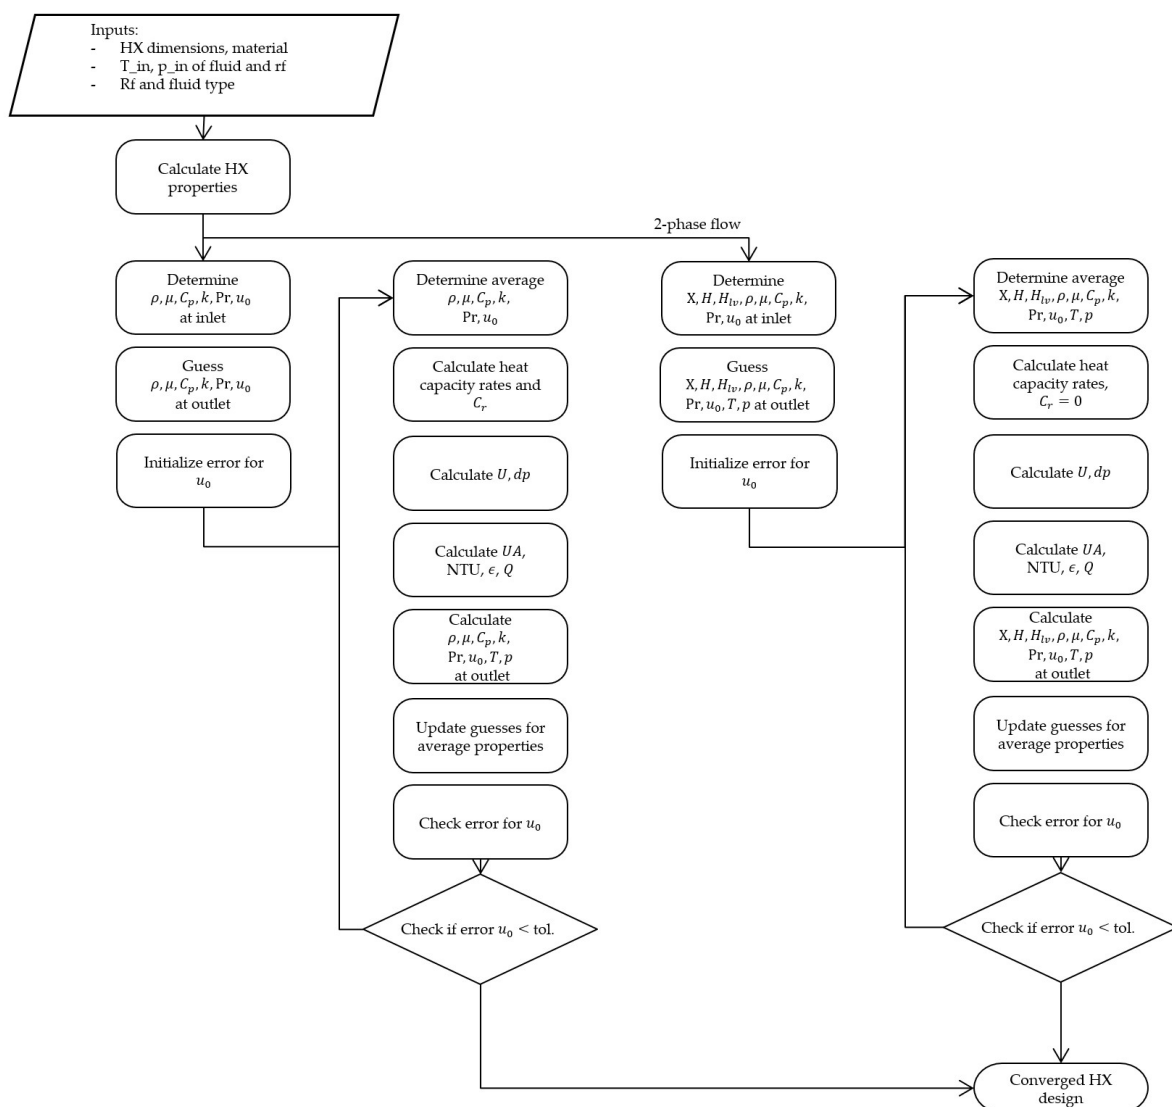 Inputs:
- HX dimensions, material
- T_in, p_in of fluid and rf
- Rf and fluid type
Calculate HX
properties
2-phase flow
Determine
ρ, μ, C_p, k, Pr, u_0
at inlet
Guess
ρ, μ, C_p, k, Pr, u_0
at outlet
Initialize error for
u_0
Determine average
ρ, μ, C_p, k,
Pr, u_0
Calculate heat
capacity rates and
C_r
Calculate U, dp
Calculate UA,
NTU, ϵ, Q
Calculate
ρ, μ, C_p, k,
Pr, u_0, T, p
at outlet
Update guesses for
average properties
Check error for u_0
Check if error u_0 < tol.
Determine
X, H, H_lv, ρ, μ, C_p, k,
Pr, u_0 at inlet
Guess
X, H, H_lv, ρ, μ, C_p, k,
Pr, u_0, T, p at outlet
Initialize error for
u_0
Determine average
X, H, H_lv, ρ, μ, C_p, k,
Pr, u_0, T, p
Calculate heat
capacity rates,
C_r = 0
Calculate U, dp
Calculate UA,
NTU, ϵ, Q
Calculate
X, H, H_lv, ρ, μ, C_p, k,
Pr, u_0, T, p
at outlet
Update guesses for
average properties
Check error for u_0
Check if error u_0 < tol.
Converged HX
design